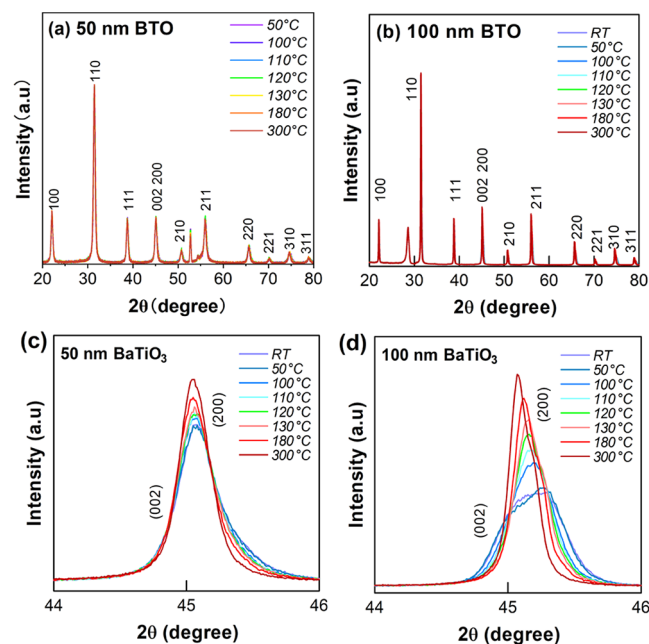 (a) 50 nm BTO
50°C
100°C
110°C
120°C
130°C
180°C
300°C
110
100
111
002 200
210
211
220
221
310
311
Intensity (a.u)
20 30 40 50 60 70 80
2θ (degree)
(b) 100 nm BTO
RT
50°C
100°C
110°C
120°C
130°C
180°C
300°C
110
100
111
002 200
210
211
220
221
310
311
Intensity (a.u)
20 30 40 50 60 70 80
2θ (degree)
(c)
50 nm BaTiO₃
RT
50°C
100°C
110°C
120°C
130°C
180°C
300°C
(200)
(002)
Intensity (a.u)
44 45 46
2θ (degree)
(d)
100 nm BaTiO₃
RT
50°C
100°C
110°C
120°C
130°C
180°C
300°C
(200)
(002)
Intensity (a.u)
44 45 46
2θ (degree)